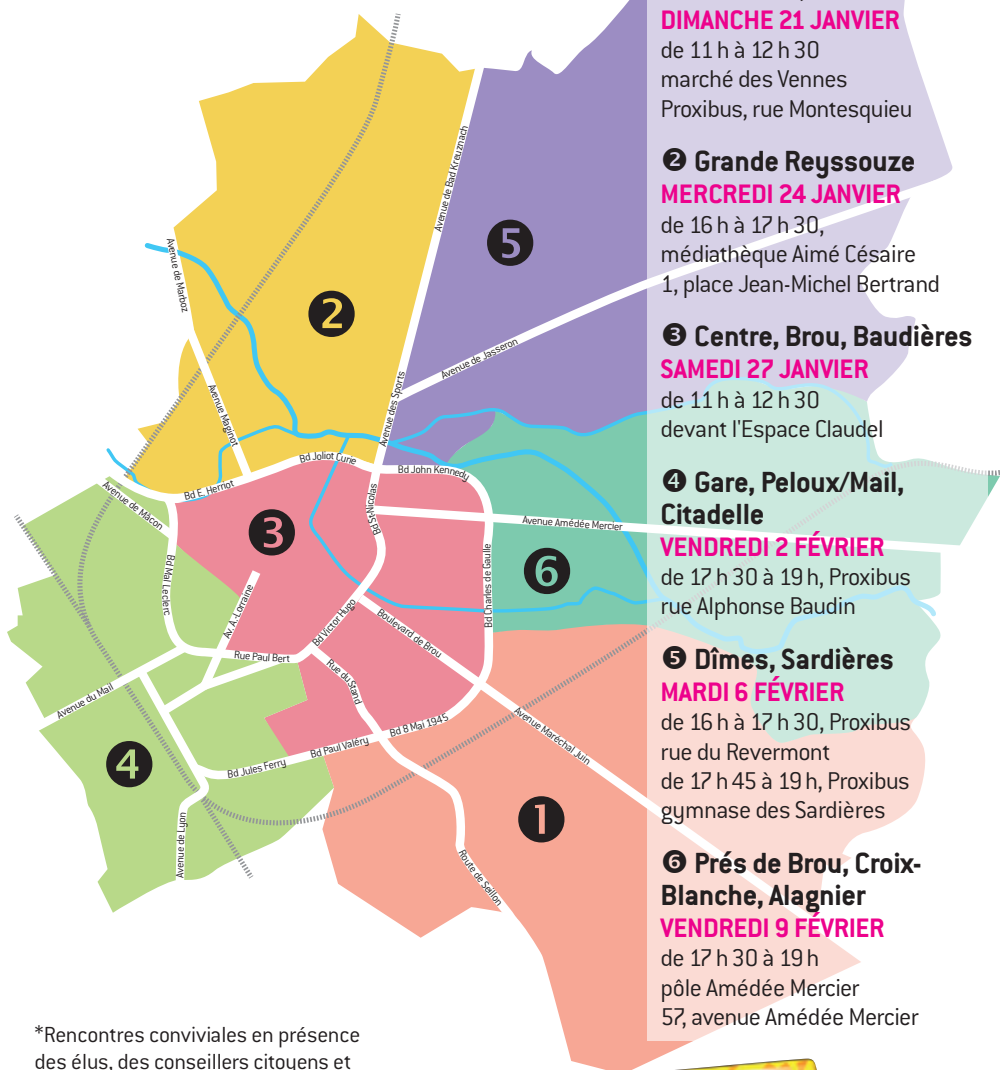 DIMANCHE 21 JANVIER
de 11 h à 12 h 30
marché des Vennes
Proxibus, rue Montesquieu
❷ Grande Reyssouze
MERCREDI 24 JANVIER
de 16 h à 17 h 30,
médiathèque Aimé Césaire
1, place Jean-Michel Bertrand
❸ Centre, Brou, Baudières
SAMEDI 27 JANVIER
de 11 h à 12 h 30
devant l'Espace Claudel
❹ Gare, Peloux/Mail,
Citadelle
VENDREDI 2 FÉVRIER
de 17 h 30 à 19 h, Proxibus
rue Alphonse Baudin
❺ Dîmes, Sardières
MARDI 6 FÉVRIER
de 16 h à 17 h 30, Proxibus
rue du Revermont
de 17 h 45 à 19 h, Proxibus
gymnase des Sardières
❻ Prés de Brou, Croix-
Blanche, Alagnier
VENDREDI 9 FÉVRIER
de 17 h 30 à 19 h
pôle Amédée Mercier
57, avenue Amédée Mercier
Avenue de Bad Kreuznach
❺
Avenue de Marboz
❷
Avenue de Jasseron
Avenue des Sports
Avenue Maginot
Bd Joliot Curie
Bd John Kennedy
Bd E. Herriot
Avenue de Mâcon
Bd St-Nicolas
Avenue Amédée Mercier
❸
Bd Mal Leclerc
Bd Charles de Gaulle
❻
Av. A.-Lorraine
Bd Victor Hugo
Boulevard de Brou
Rue Paul Bert
Rue du Stand
Avenue du Mail
Bd 8 Mai 1945
Avenue Maréchal Juin
Bd Paul Valéry
Bd Jules Ferry
❹
❶
Avenue de Lyon
Route de Seillon
*Rencontres conviviales en présence
des élus, des conseillers citoyens et